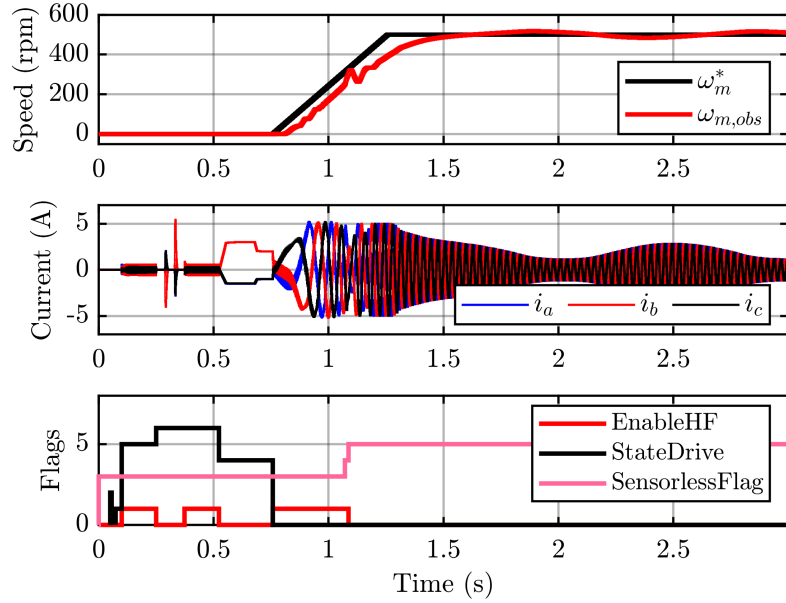 600
400
200
0
Speed (rpm)
ω*m
ωm,obs
0 0.5 1 1.5 2 2.5
5
0
-5
Current (A)
ia ib ic
0 0.5 1 1.5 2 2.5
5
0
Flags
EnableHF
StateDrive
SensorlessFlag
0 0.5 1 1.5 2 2.5
Time (s)